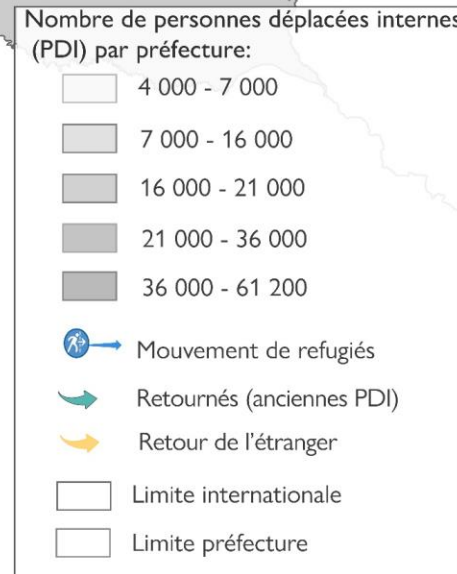 Nombre de personnes déplacées internes
(PDI) par préfecture:
4 000 - 7 000
7 000 - 16 000
16 000 - 21 000
21 000 - 36 000
36 000 - 61 200
Mouvement de refugiés
Retournés (anciennes PDI)
Retour de l'étranger
Limite internationale
Limite préfecture